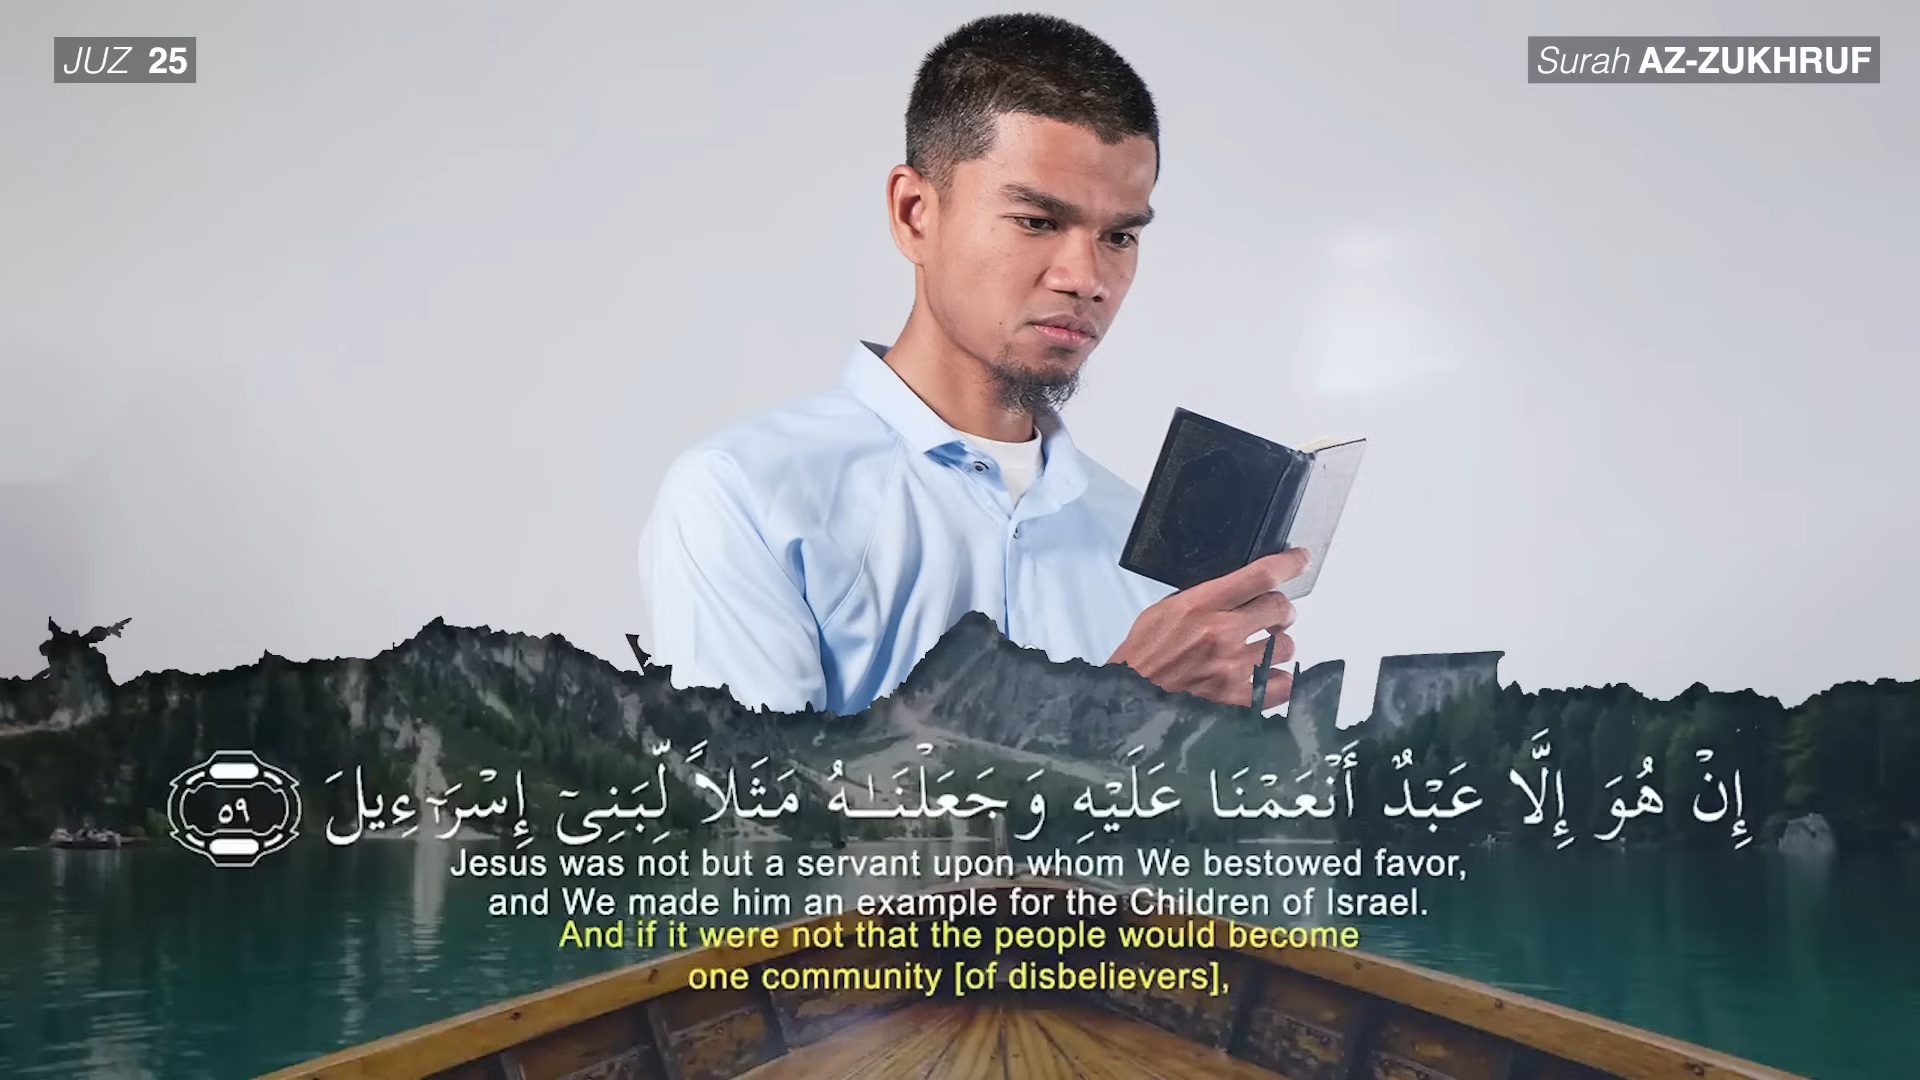 JUZ 25
Surah AZ-ZUKHRUF
إِنْ هُوَ إِلَّا عَبْدٌ أَنْعَمْنَا عَلَيْهِ وَجَعَلْنَـٰهُ مَثَلاً لِّبَنِىٓ إِسْرَٰٓءِيلَ ٥٩
Jesus was not but a servant upon whom We bestowed favor,
and We made him an example for the Children of Israel.
And if it were not that the people would become
one community [of disbelievers],